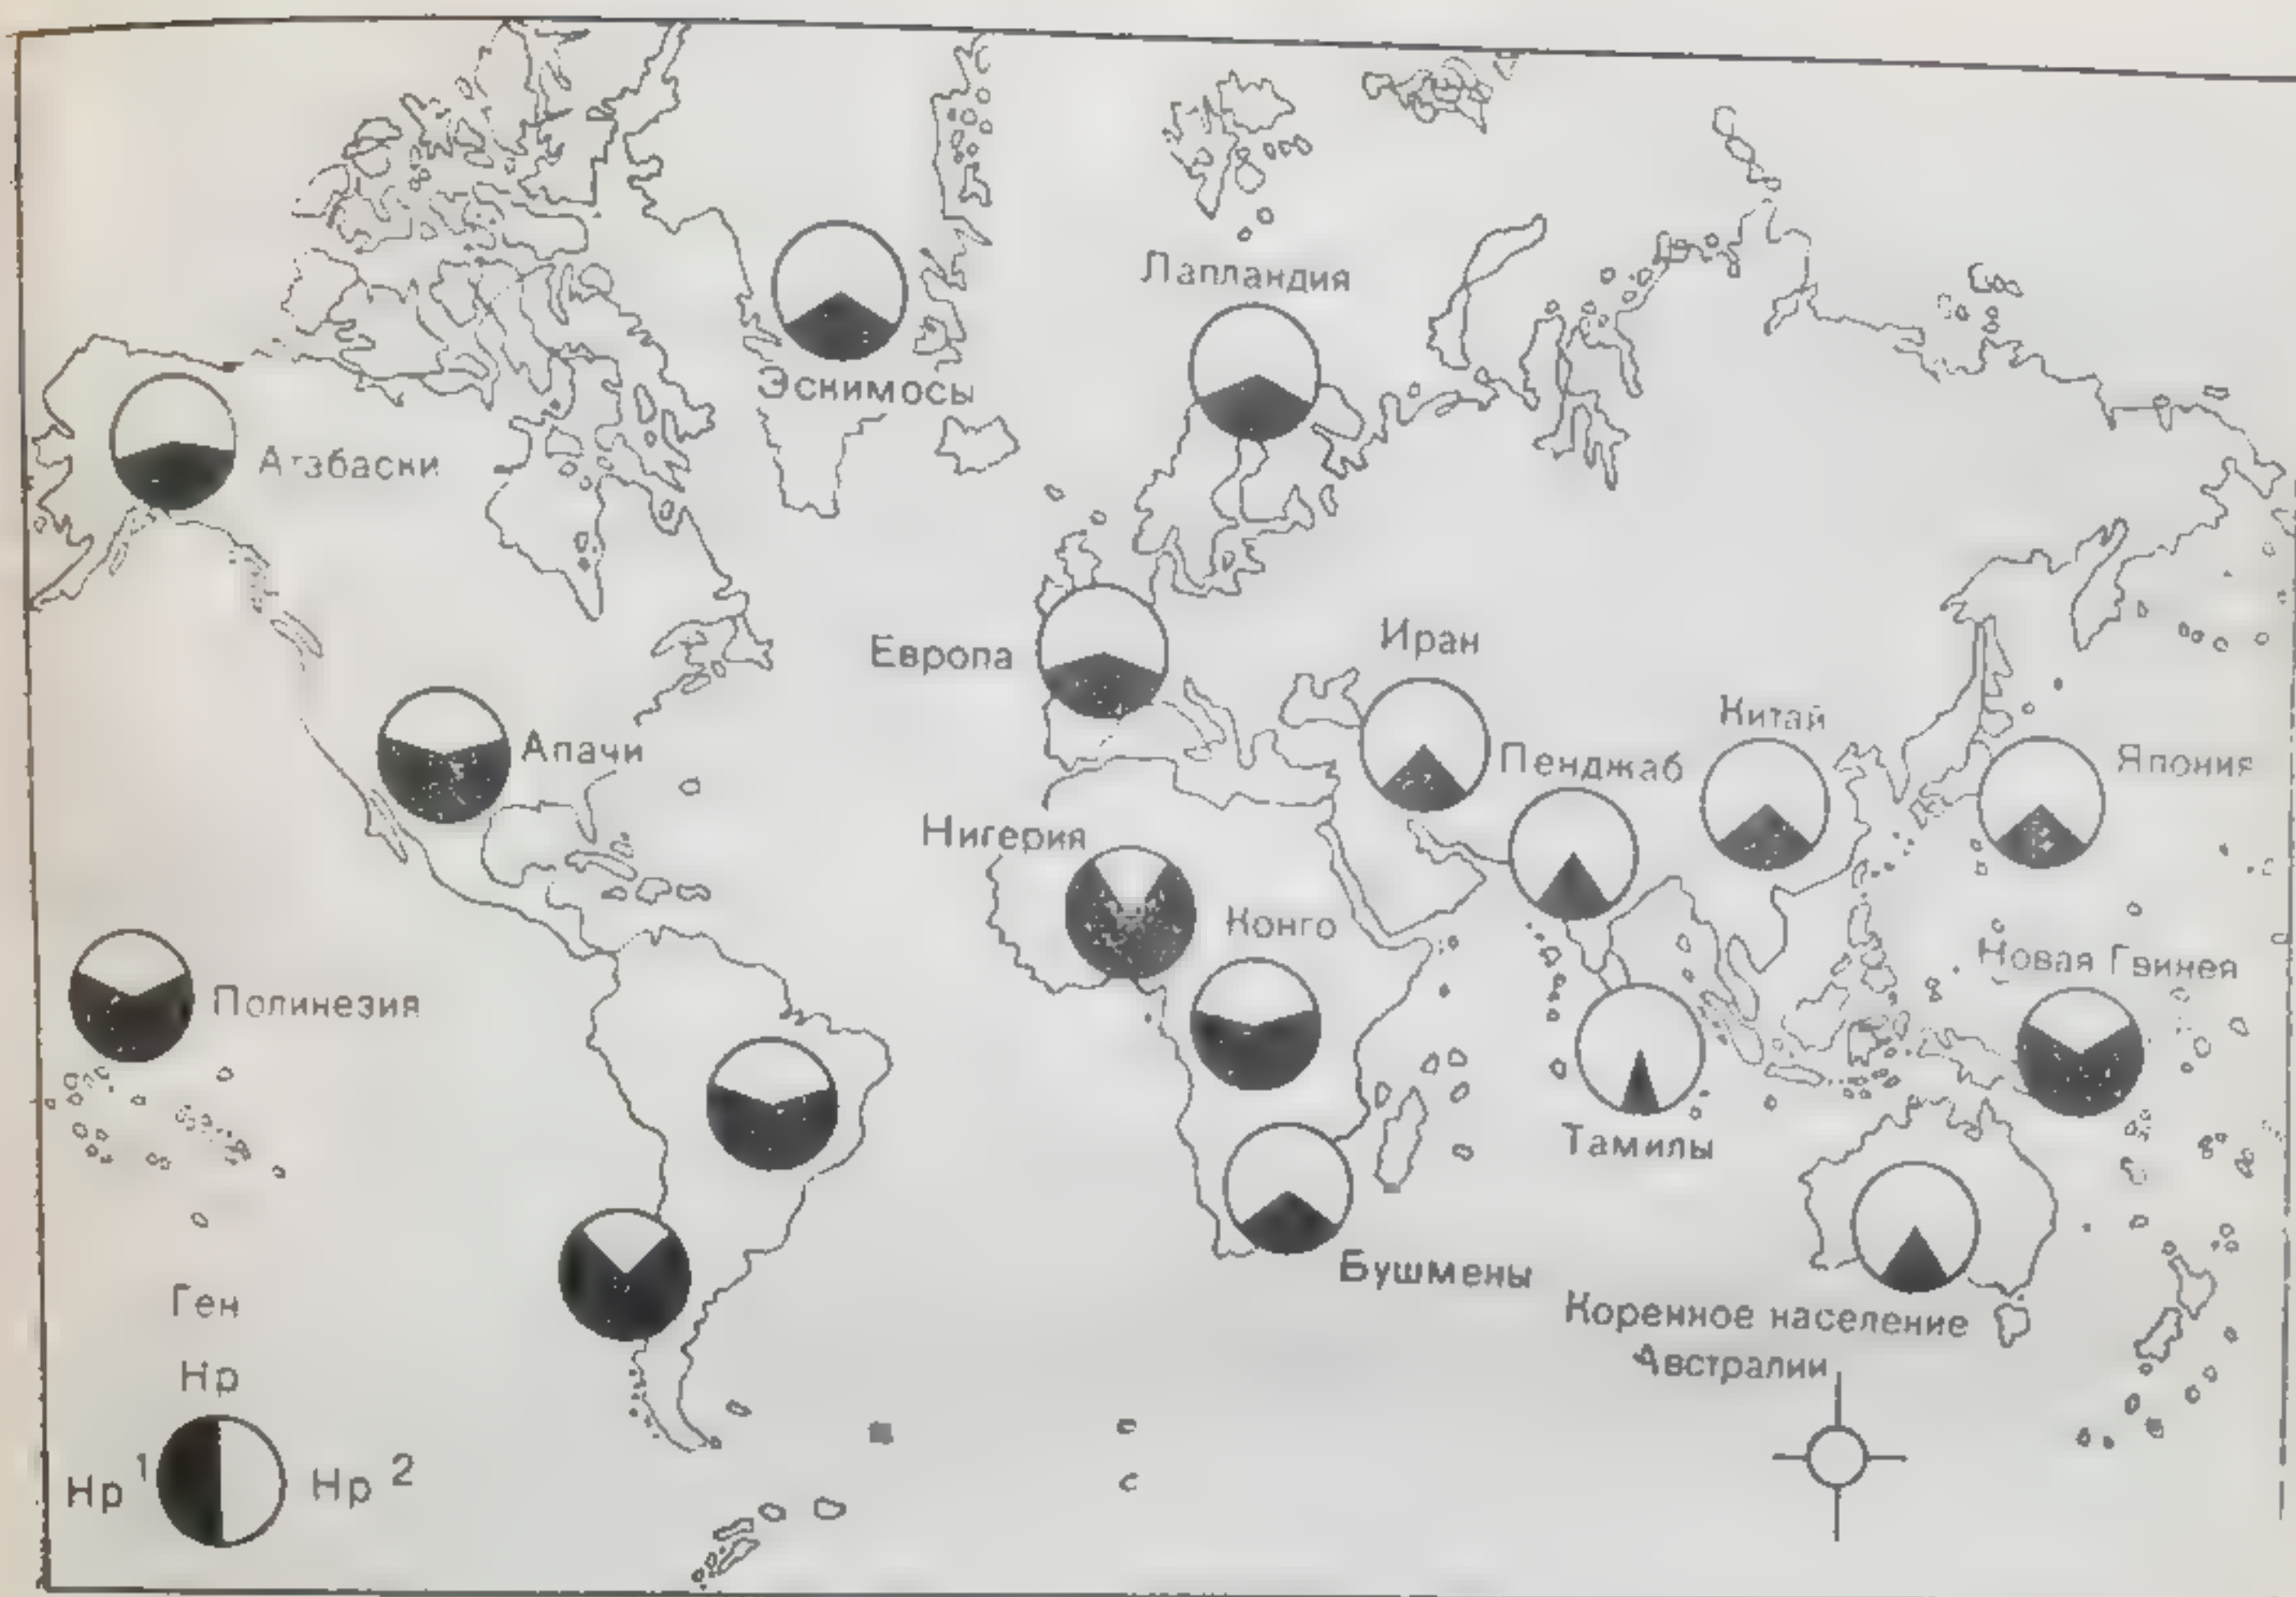 Лапландия
Эскимосы
Атабаски
Европа
Иран
Апачи
Пенджаб
Китай
Япония
Нигерия
Конго
Новая Гвинея
Полинезия
Тамилы
Бушмены
Коренное население
Австралии
Ген
Hp
Hp 1
Hp 2